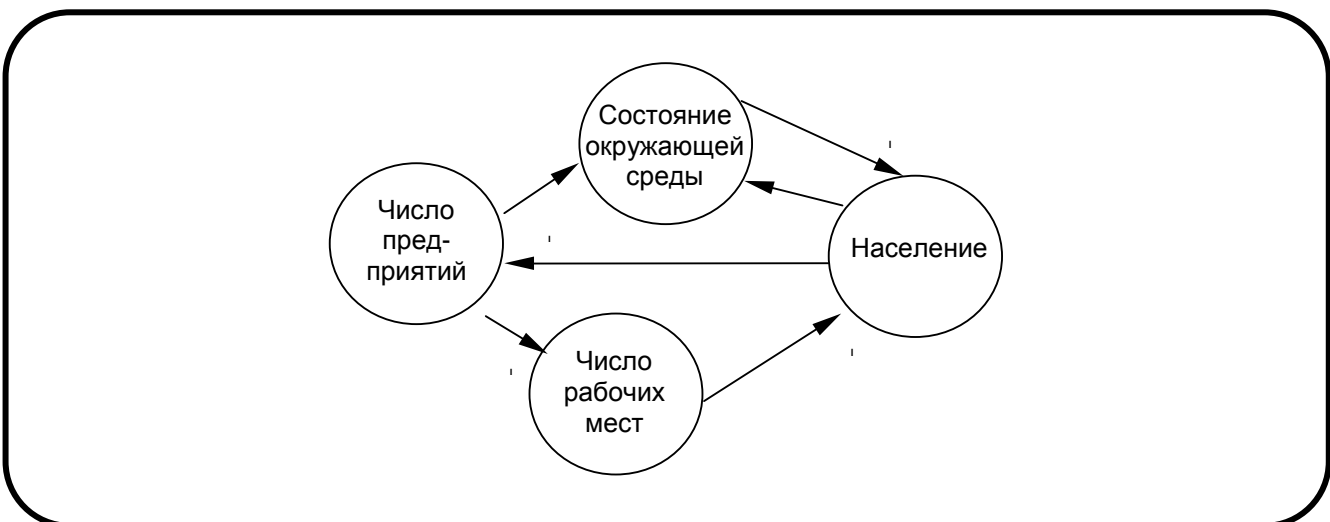 Состояние
окружающей
среды
Число
пред-
приятий
Население
Число
рабочих
мест